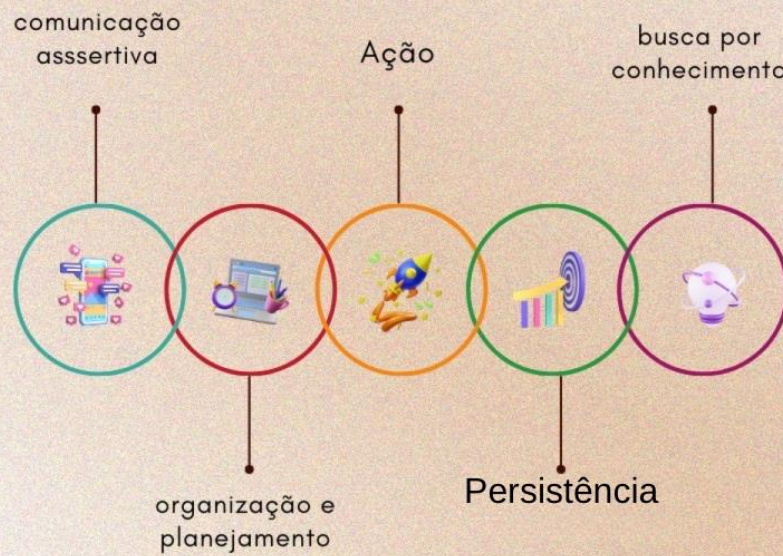 comunicação
asssertiva
Ação
busca por
conhecimento
organização e
planejamento
Persistência